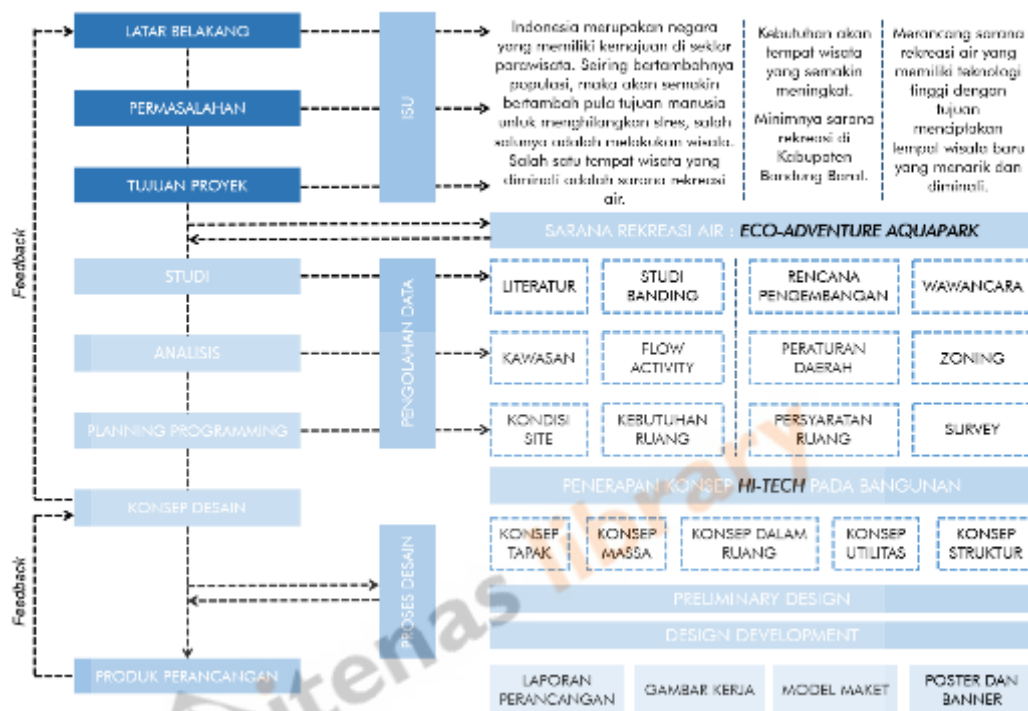 LATAR BELAKANG
PERMASALAHAN
TUJUAN PROYEK
ISU
Indonesia merupakan negara
yang memiliki kemajuan di sektor
parawisata. Seiring bertambahnya
populasi, maka akan semakin
bertambah pula tujuan manusia
untuk menghilangkan stres, salah
satunya adalah melakukan wisata.
Salah satu tempat wisata yang
diminati adalah sarana rekreasi
air.
Kebutuhan akan
tempat wisata
yang semakin
meningkat.
Minimnya sarana
rekreasi di
Kabupaten
Bandung Barat.
Merancang sarana
rekreasi air yang
memiliki teknologi
tinggi dengan
tujuan
menciptakan
tempat wisata baru
yang menarik dan
diminati.
SARANA REKREASI AIR : ECO-ADVENTURE AQUAPARK
Feedback
STUDI
ANALISIS
PLANNING PROGRAMMING
PENGOLAHAN DATA
LITERATUR
STUDI
BANDING
RENCANA
PENGEMBANGAN
WAWANCARA
KAWASAN
FLOW
ACTIVITY
PERATURAN
DAERAH
ZONING
KONDISI
SITE
KEBUTUHAN
RUANG
PERSYARATAN
RUANG
SURVEY
PENERAPAN KONSEP HI-TECH PADA BANGUNAN
KONSEP DESAIN
Feedback
PROSES DESAIN
KONSEP
TAPAK
KONSEP
MASSA
KONSEP DALAM
RUANG
KONSEP
UTILITAS
KONSEP
STRUKTUR
PRELIMINARY DESIGN
DESIGN DEVELOPMENT
PRODUK PERANCANGAN
LAPORAN
PERANCANGAN
GAMBAR KERJA
MODEL MAKET
POSTER DAN
BANNER
itenas library